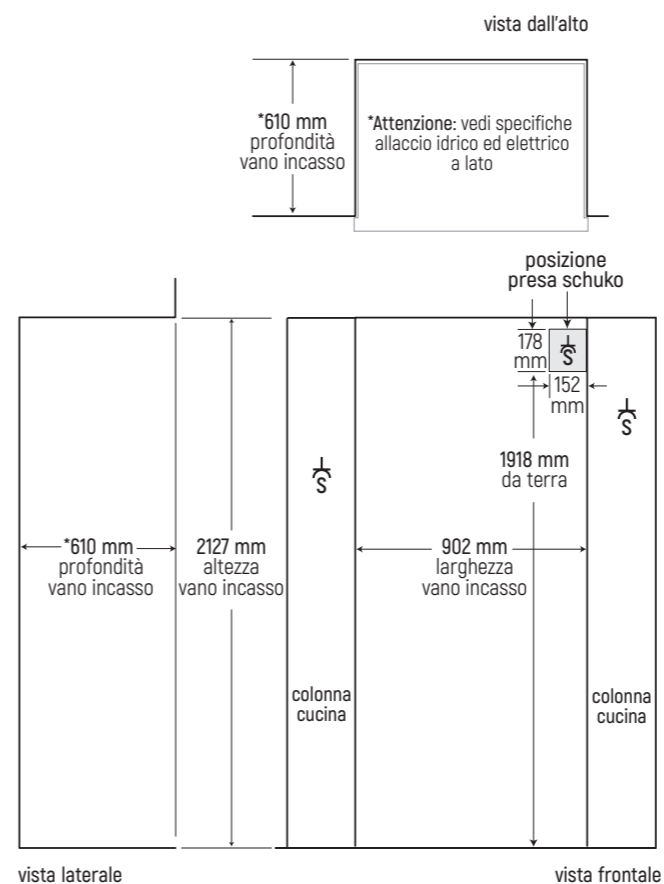 vista dall'alto
*610 mm
profondità
vano incasso
*Attenzione: vedi specifiche
allaccio idrico ed elettrico
a lato
posizione
presa schuko
178
mm
S
152
mm
S
S
1918 mm
da terra
*610 mm
profondità
vano incasso
2127 mm
altezza
vano incasso
902 mm
larghezza
vano incasso
colonna
cucina
colonna
cucina
vista laterale
vista frontale